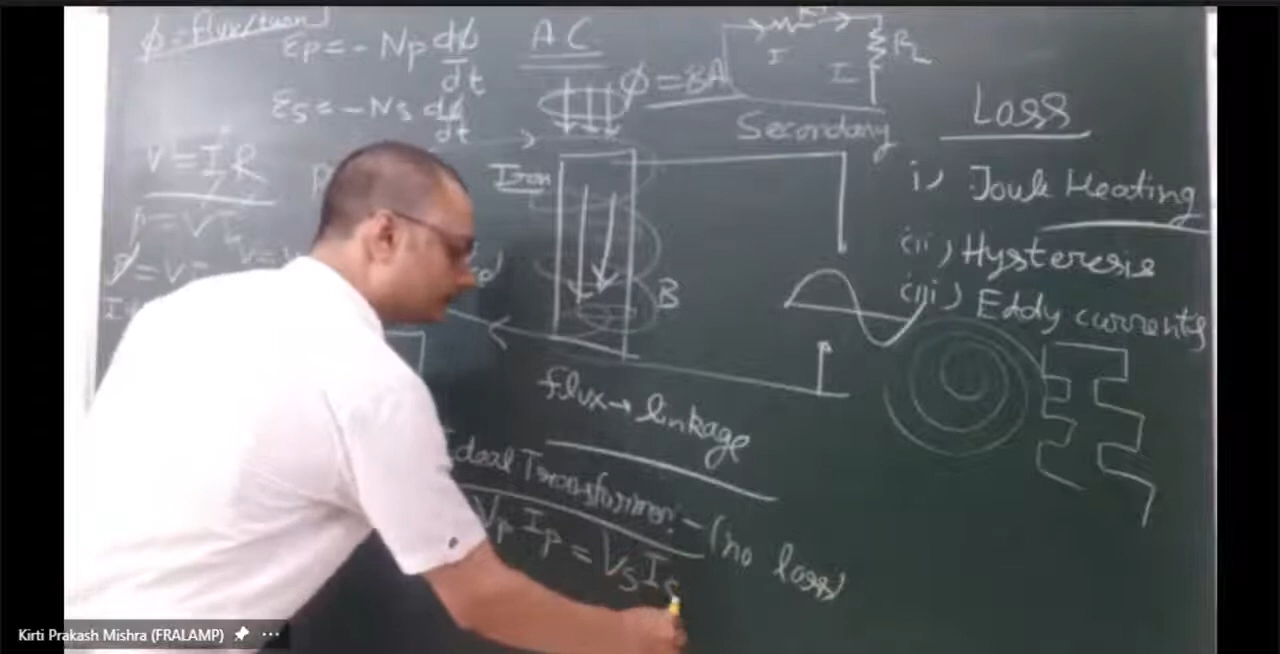 ϕ = Flux/turn
Ep = - Np dϕ/dt
Es = - Ns dϕ/dt
AC
ϕ = BA
I
I
RL
Secondary
V = IR
P = VI
Iron
B
Loss
i) Joule Heating
(ii) Hysteresis
(iii) Eddy currents
flux → linkage
Ideal Transformer - (no loss)
Vp Ip = Vs Is
Kirti Prakash Mishra (FRALAMP)